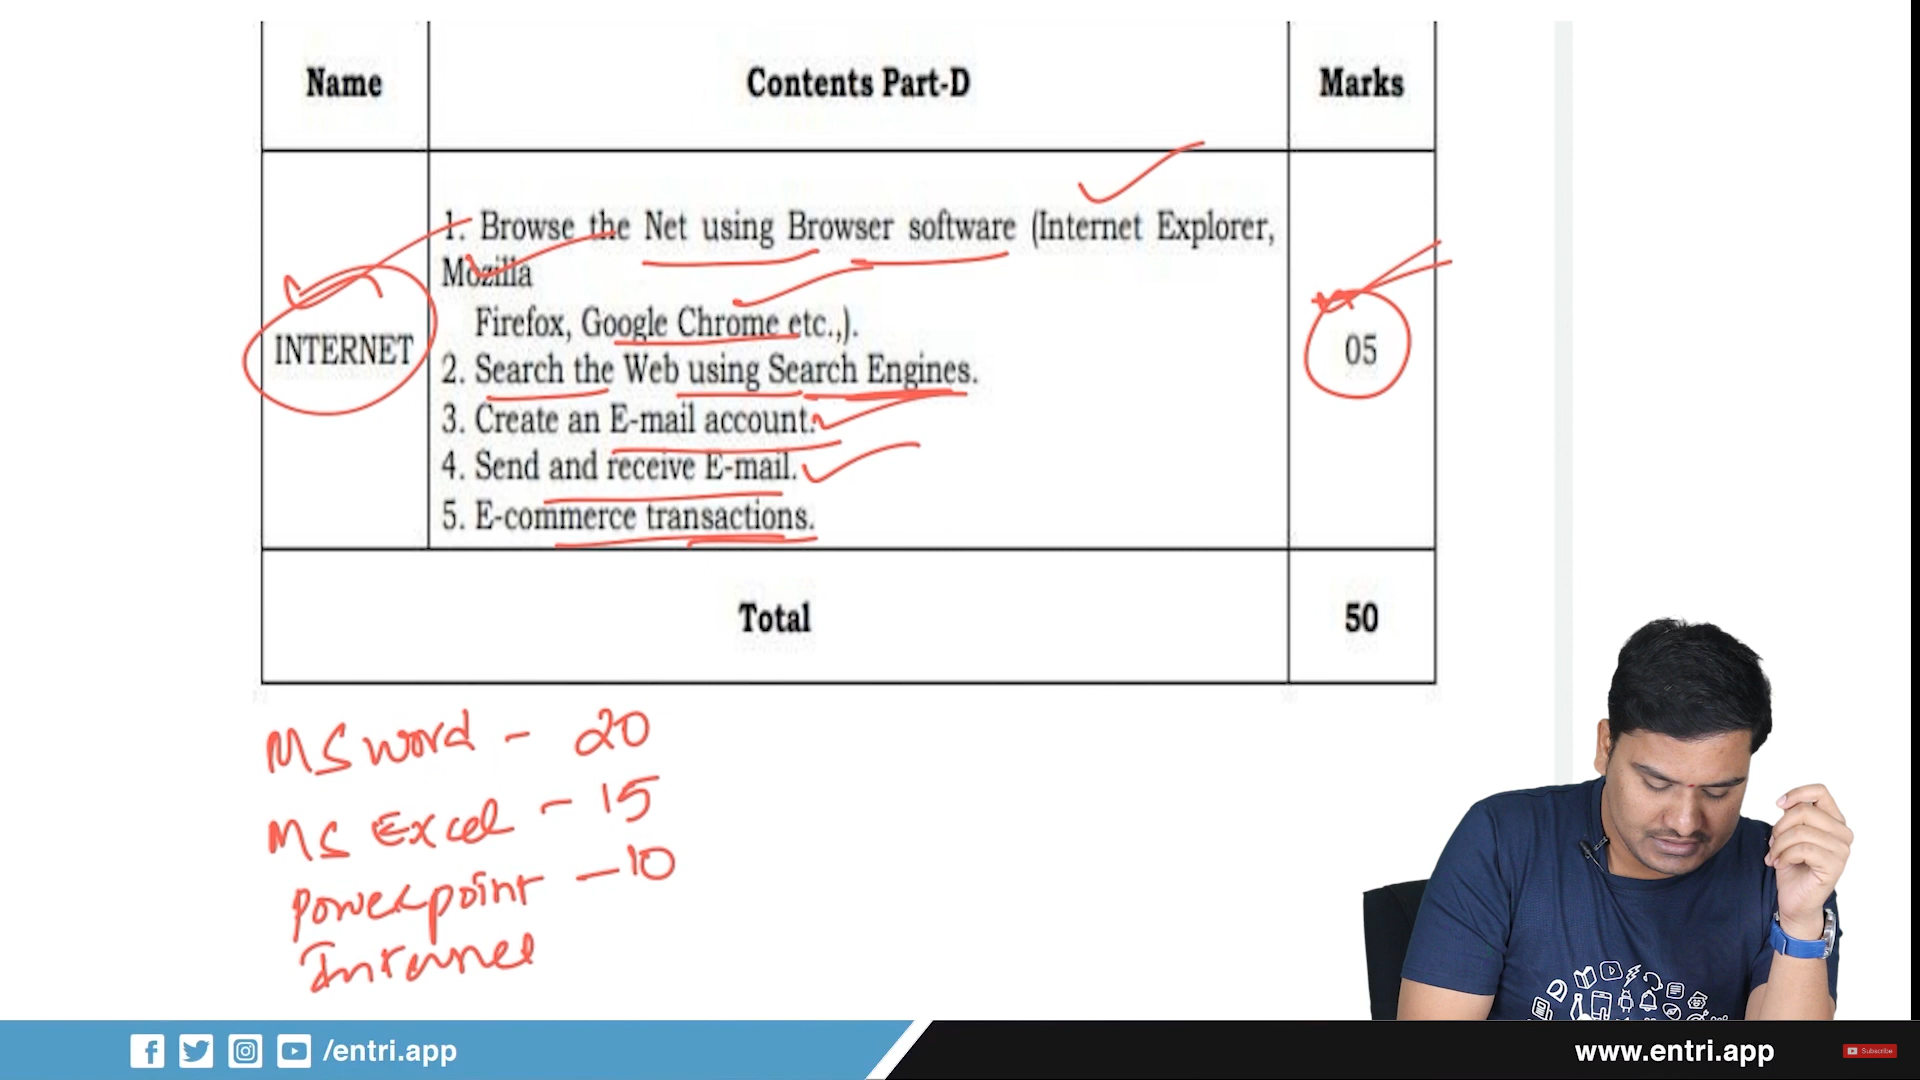 Name Contents Part-D Marks
1. Browse the Net using Browser software (Internet Explorer,
Mozilla
Firefox, Google Chrome etc.,).
INTERNET 05
2. Search the Web using Search Engines.
3. Create an E-mail account.
4. Send and receive E-mail.
5. E-commerce transactions.
Total 50
MS word - 20
MS Excel - 15
Powerpoint - 10
Internet
/entri.app www.entri.app Subscribe